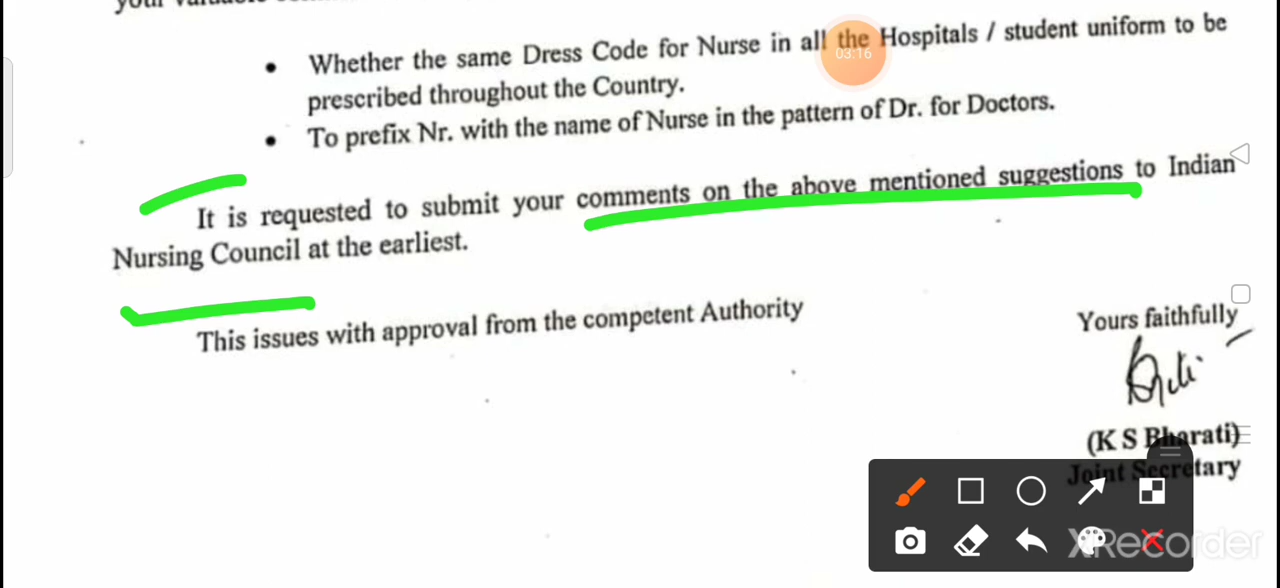 your valuable
• Whether the same Dress Code for Nurse in all the Hospitals / student uniform to be
prescribed throughout the Country.
• To prefix Nr. with the name of Nurse in the pattern of Dr. for Doctors.
It is requested to submit your comments on the above mentioned suggestions to Indian
Nursing Council at the earliest.
This issues with approval from the competent Authority
Yours faithfully
(K S Bharati)
Joint Secretary
03:16
XRecorder